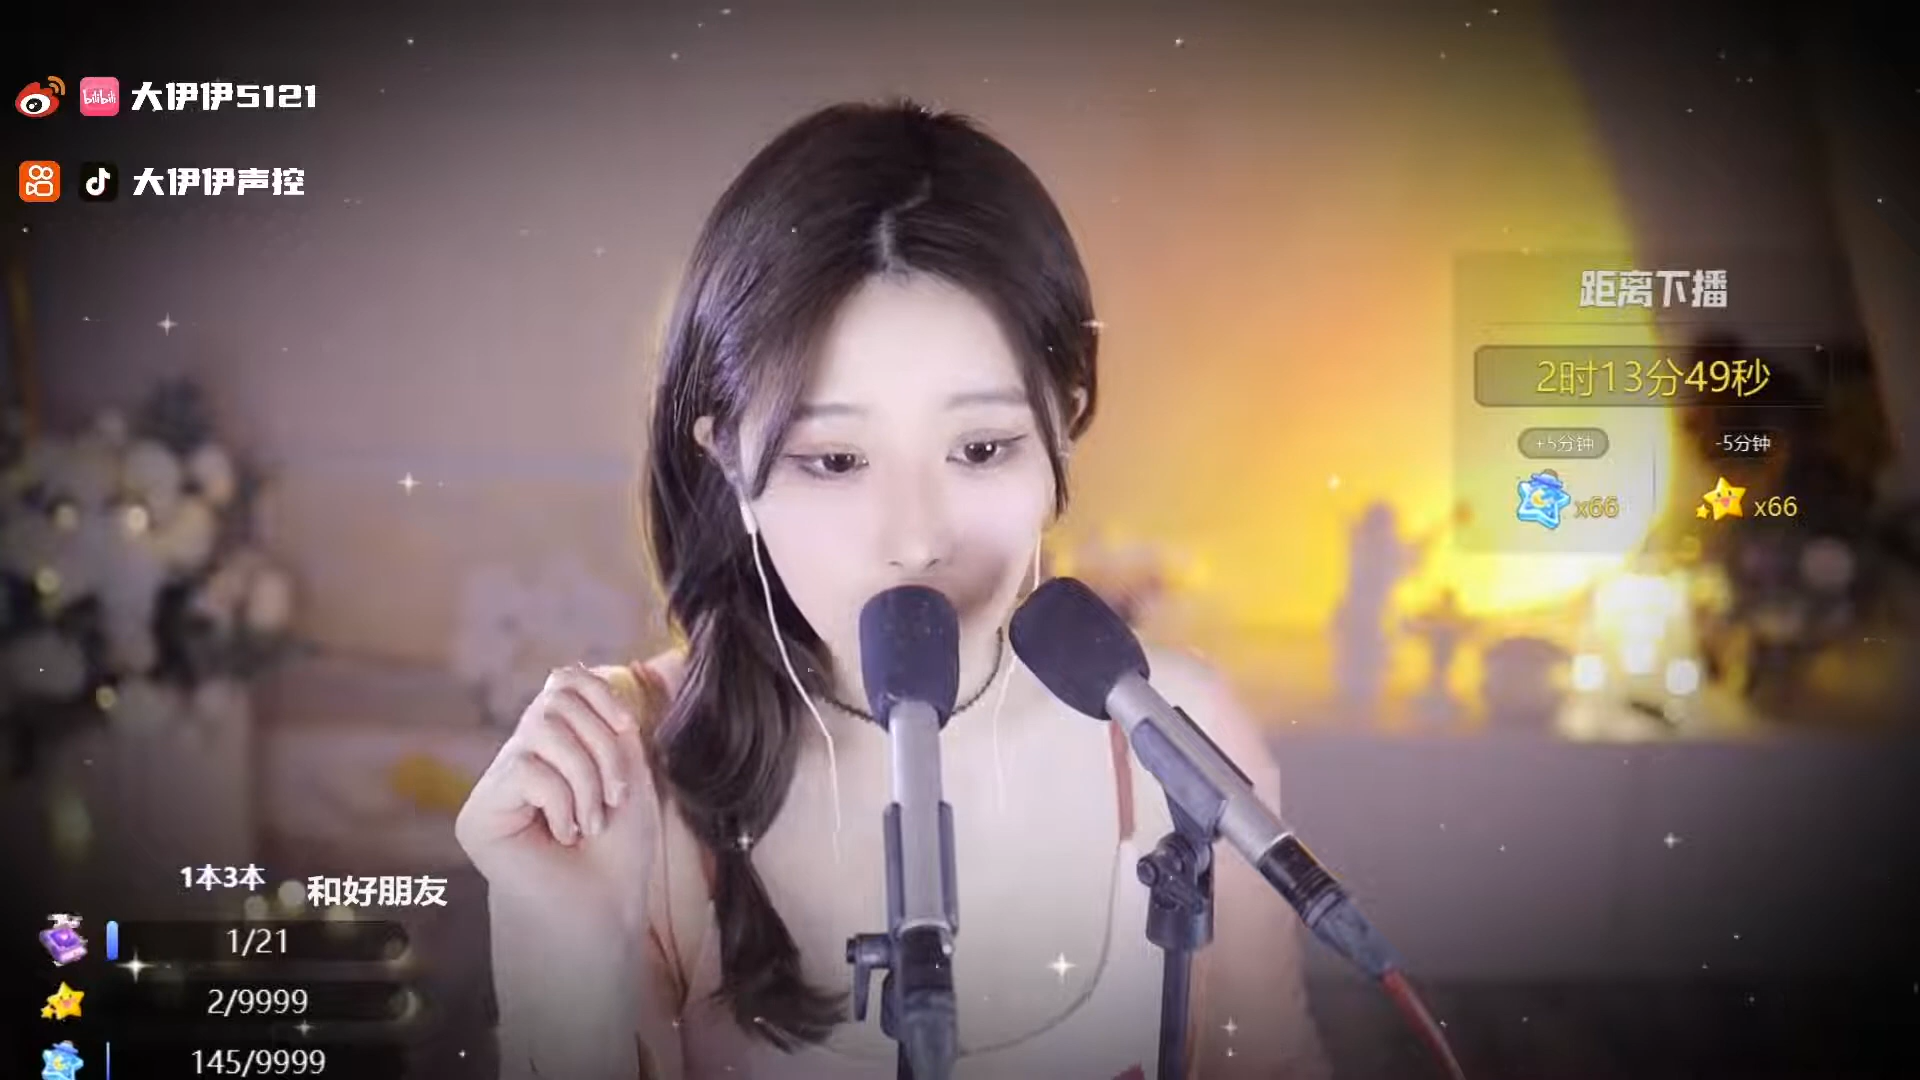 大伊伊5121
大伊伊声控
距离下播
2时13分49秒
+5分钟
-5分钟
x66
x66
1本3本
和好朋友
1/21
2/9999
145/9999